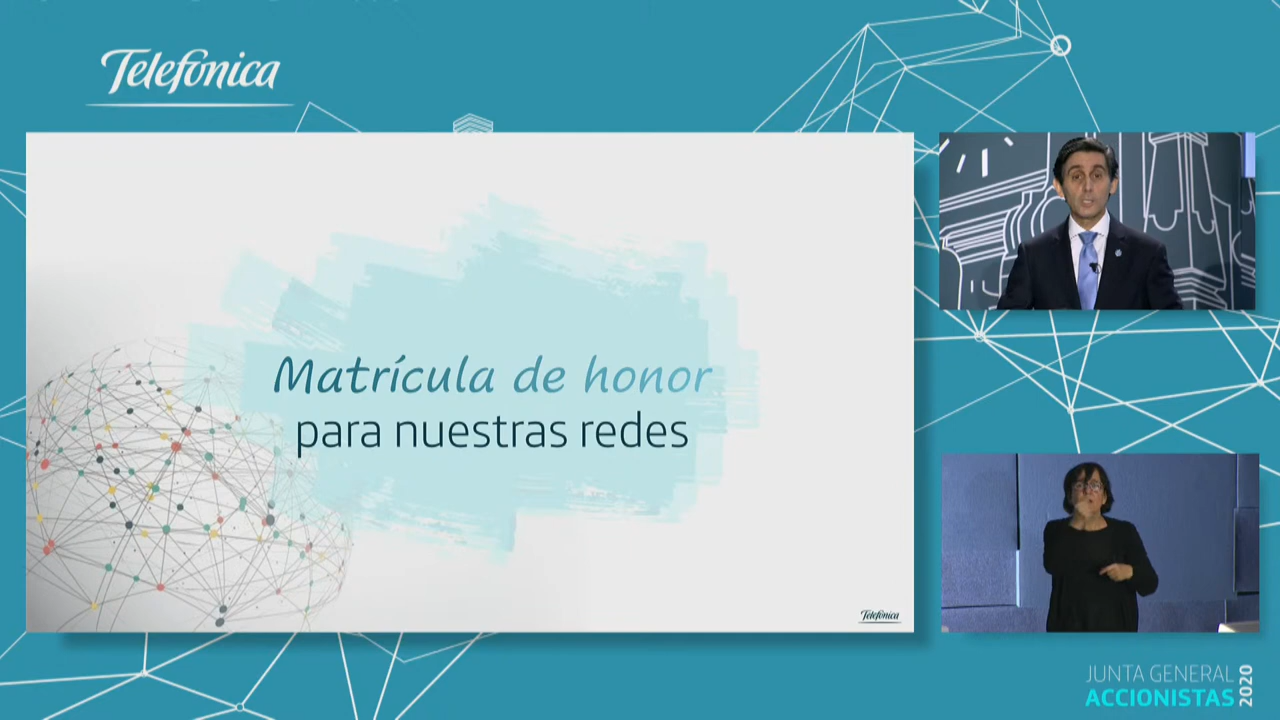 Telefónica
Matrícula de honor
para nuestras redes
Telefónica
JUNTA GENERAL
ACCIONISTAS 2020